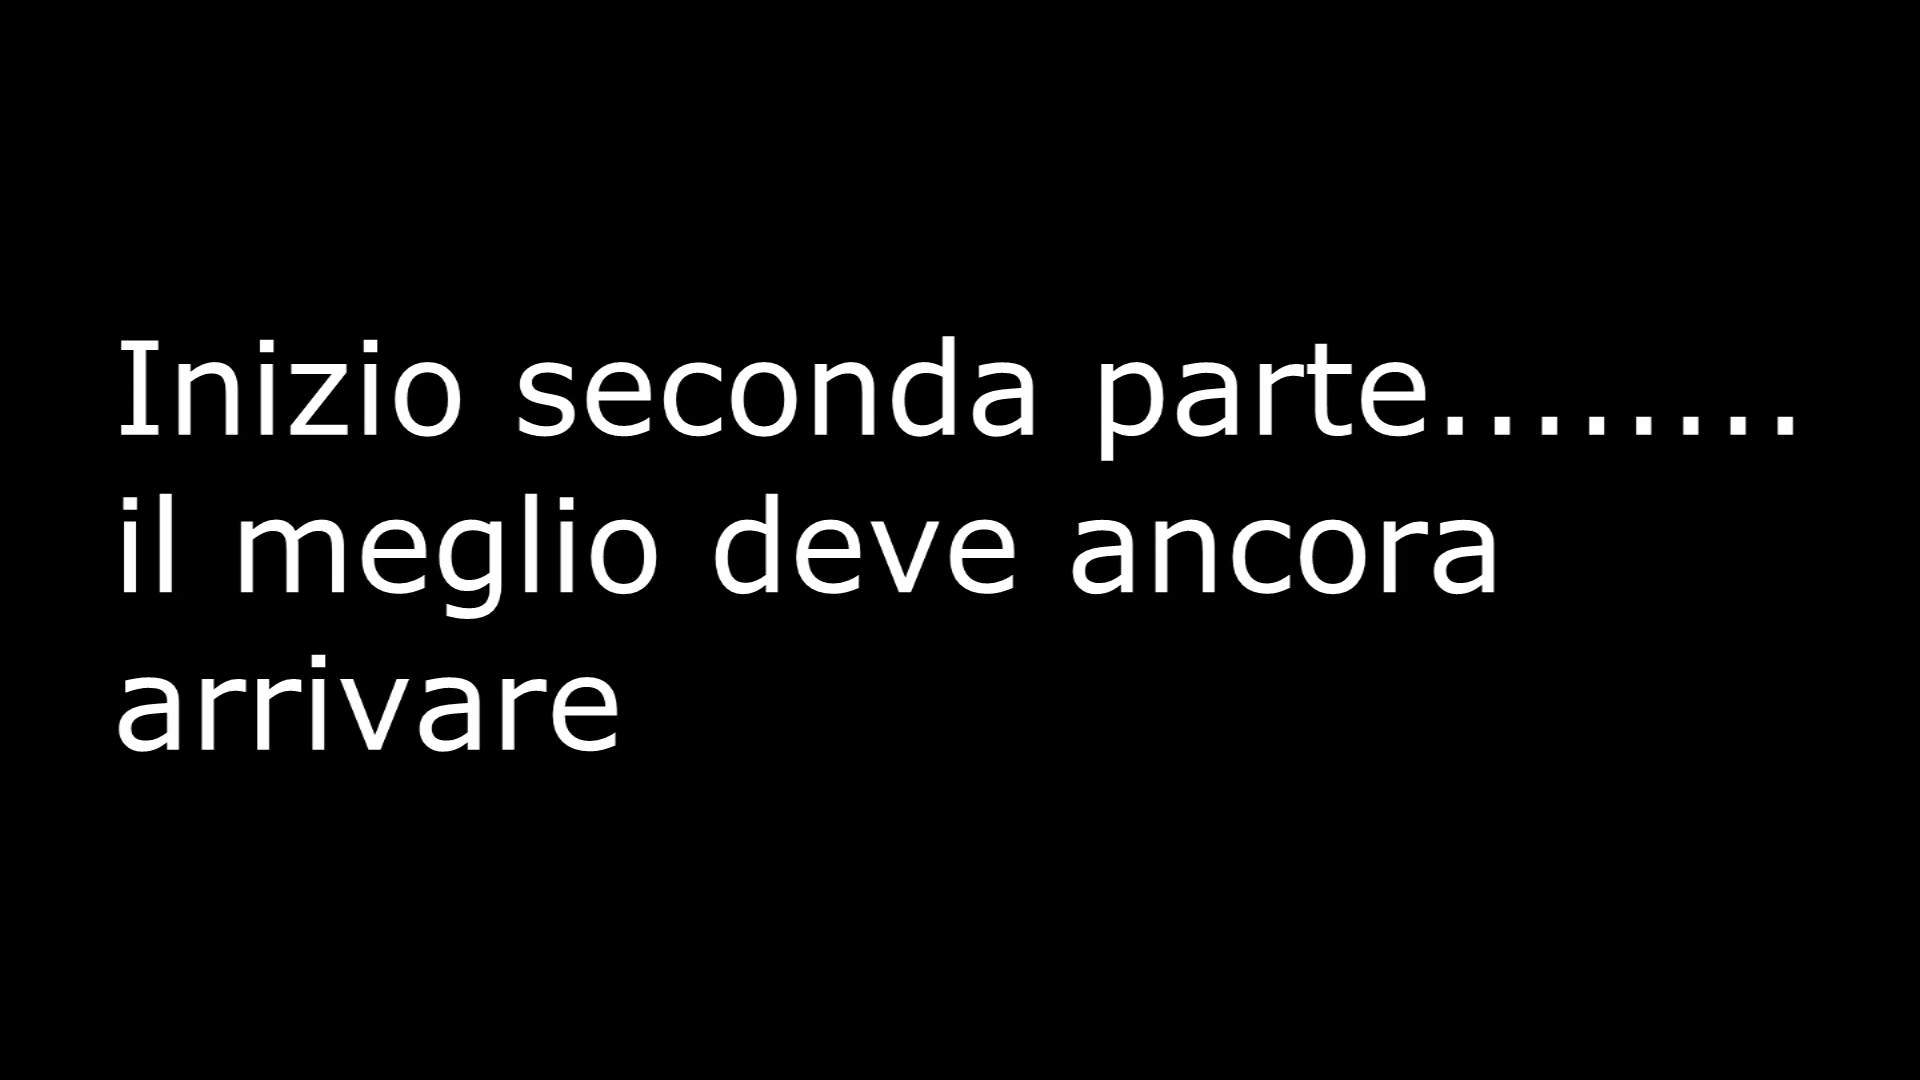 Inizio seconda parte........
il meglio deve ancora
arrivare